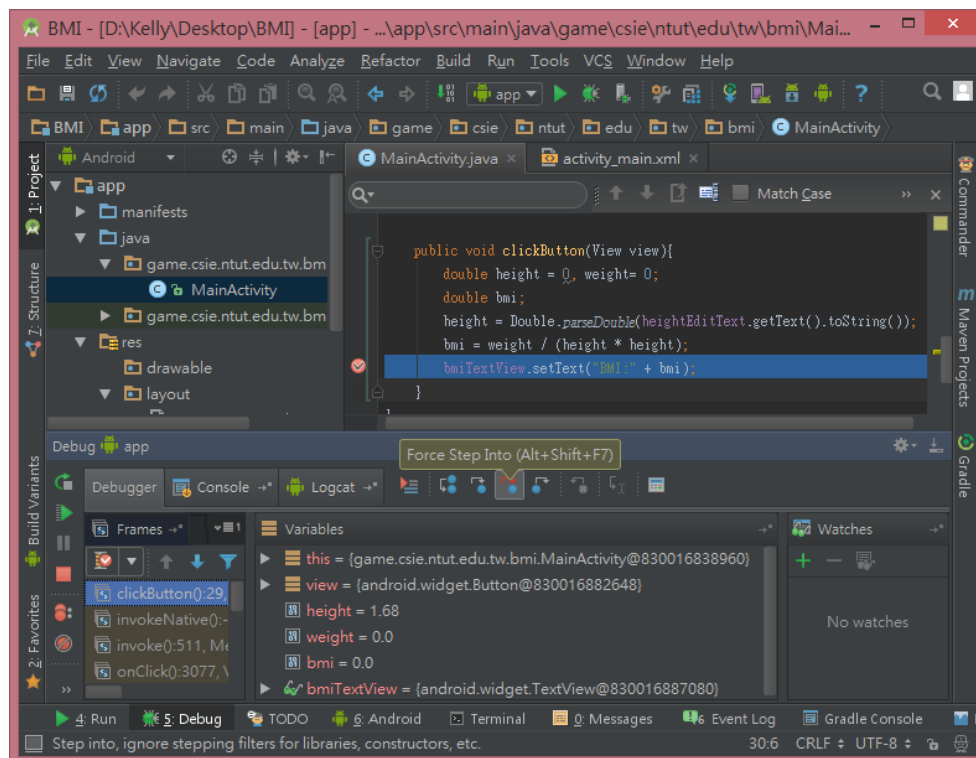 BMI - [D:\Kelly\Desktop\BMI] - [app] - ...\app\src\main\java\game\csie\ntut\edu\tw\bmi\Mai...
File Edit View Navigate Code Analyze Refactor Build Run Tools VCS Window Help
app
BMI app src main java game csie ntut edu tw bmi MainActivity
1: Project
7: Structure
Build Variants
2: Favorites
Android
app
manifests
java
game.csie.ntut.edu.tw.bm
MainActivity
game.csie.ntut.edu.tw.bm
res
drawable
layout
MainActivity.java activity_main.xml
Match Case
public void clickButton(View view){
double height = 0, weight= 0;
double bmi;
height = Double.parseDouble(heightEditText.getText().toString());
bmi = weight / (height * height);
bmiTextView.setText("BMI:" + bmi);
}
Commander
Maven Projects
Gradle
Debug app
Force Step Into (Alt+Shift+F7)
Debugger Console Logcat
Frames
clickButton():29,
invokeNative():-
invoke():511, Me
onClick():3077, \
Variables
this = {game.csie.ntut.edu.tw.bmi.MainActivity@830016838960}
view = {android.widget.Button@830016882648}
height = 1.68
weight = 0.0
bmi = 0.0
bmiTextView = {android.widget.TextView@830016887080}
Watches
No watches
4: Run 5: Debug TODO 6: Android Terminal 0: Messages 6 Event Log Gradle Console
Step into, ignore stepping filters for libraries, constructors, etc. 30:6 CRLF UTF-8